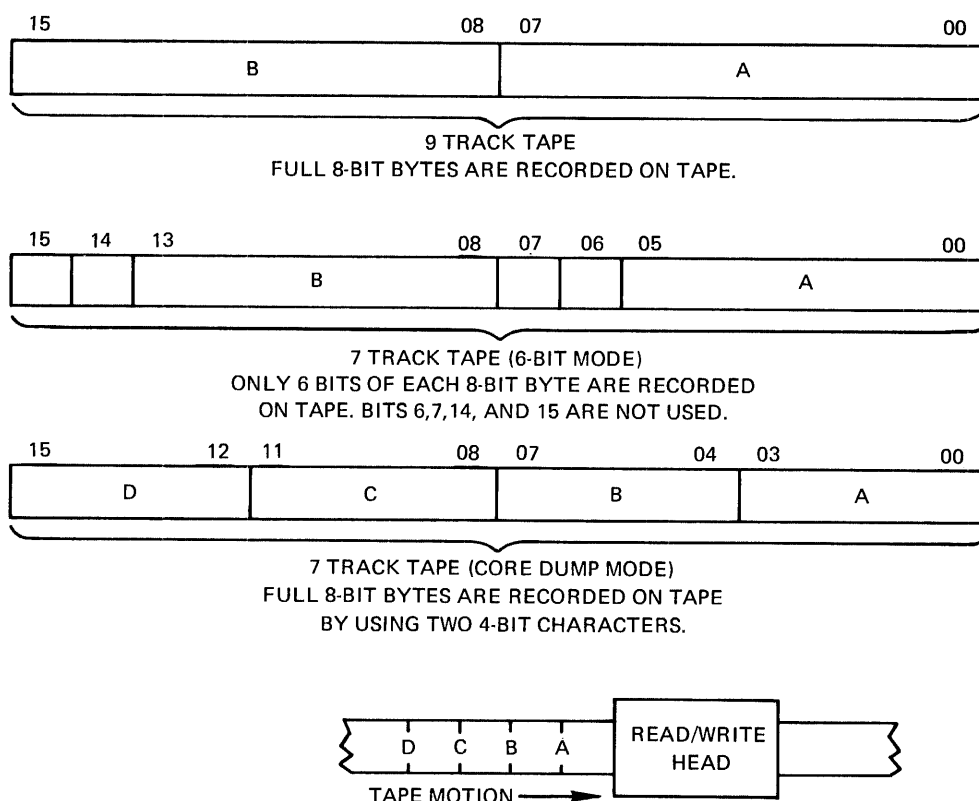 15 08 07 00
B A
9 TRACK TAPE
FULL 8-BIT BYTES ARE RECORDED ON TAPE.
15 14 13 08 07 06 05 00
B A
7 TRACK TAPE (6-BIT MODE)
ONLY 6 BITS OF EACH 8-BIT BYTE ARE RECORDED
ON TAPE. BITS 6,7,14, AND 15 ARE NOT USED.
15 12 11 08 07 04 03 00
D C B A
7 TRACK TAPE (CORE DUMP MODE)
FULL 8-BIT BYTES ARE RECORDED ON TAPE
BY USING TWO 4-BIT CHARACTERS.
D C B A
READ/WRITE
HEAD
TAPE MOTION